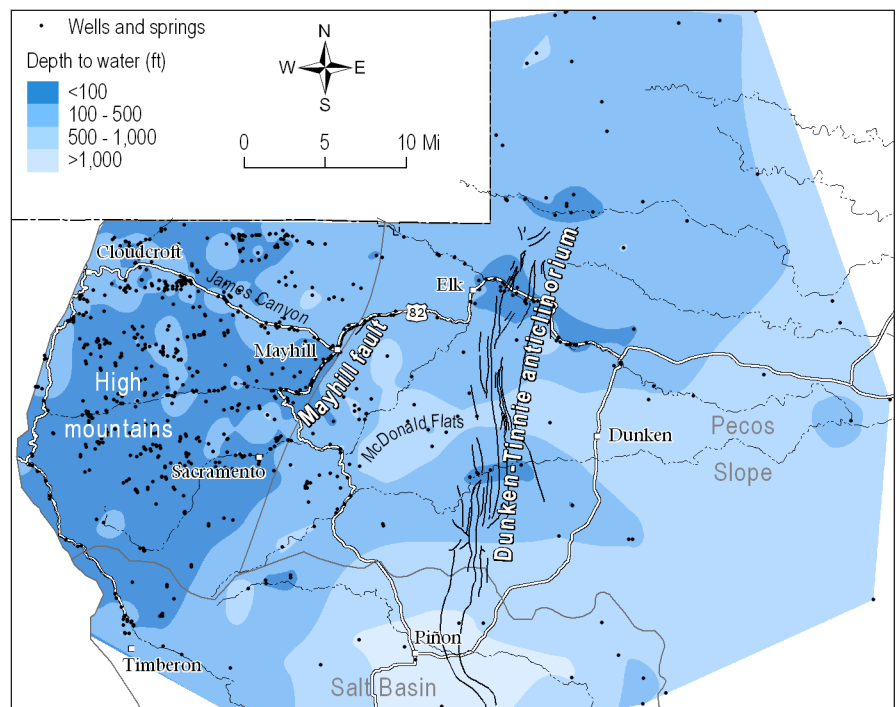 Wells and springs
Depth to water (ft)
<100
100 - 500
500 - 1,000
>1,000
N
W E
S
0 5 10 Mi
Cloudcroft
James Canyon
Elk
82
Mayhill
Mayhill fault
High
mountains
McDonald Flats
Sacramento
Dunken-Tinnie anticlinorium
Dunken
Pecos
Slope
Piñon
Timberon
Salt Basin